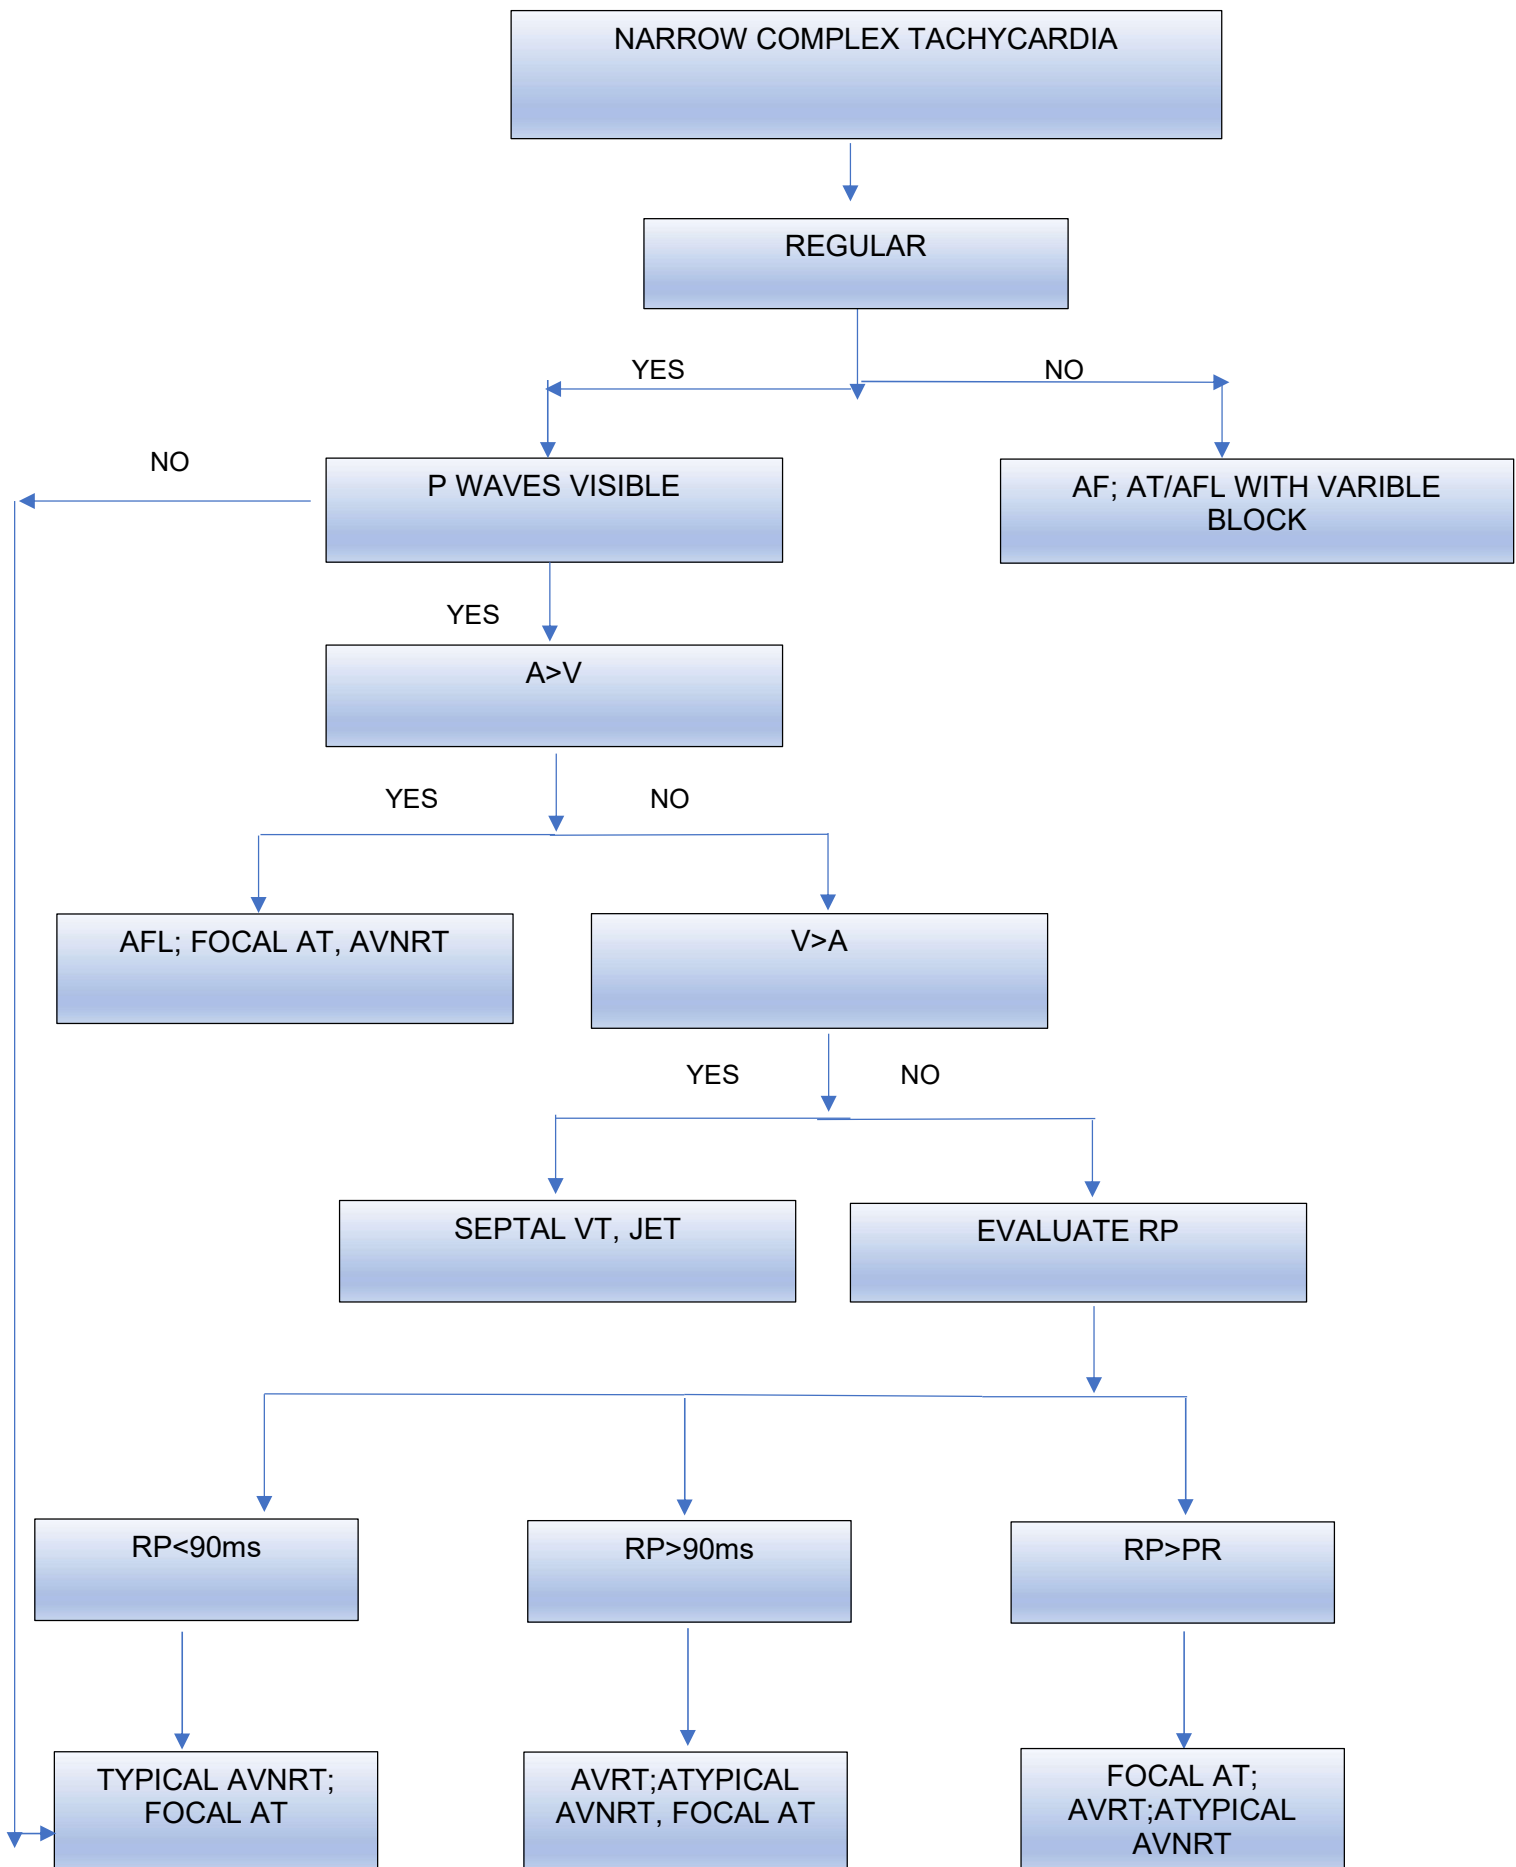 NARROW COMPLEX TACHYCARDIA
REGULAR
YES
NO
NO
P WAVES VISIBLE
AF; AT/AFL WITH VARIBLE
BLOCK
YES
A>V
YES
NO
AFL; FOCAL AT, AVNRT
V>A
YES
NO
SEPTAL VT, JET
EVALUATE RP
RP<90ms
RP>90ms
RP>PR
TYPICAL AVNRT;
FOCAL AT
AVRT;ATYPICAL
AVNRT, FOCAL AT
FOCAL AT;
AVRT;ATYPICAL
AVNRT